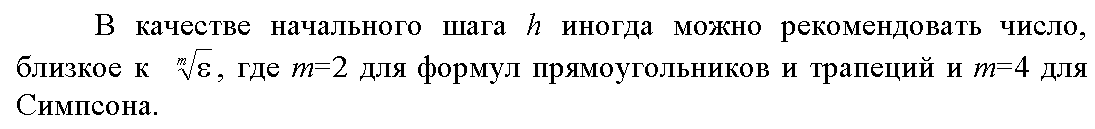 В качестве начального шага h иногда можно рекомендовать число,
близкое к ᵐ√ε, где m=2 для формул прямоугольников и трапеций и m=4 для
Симпсона.